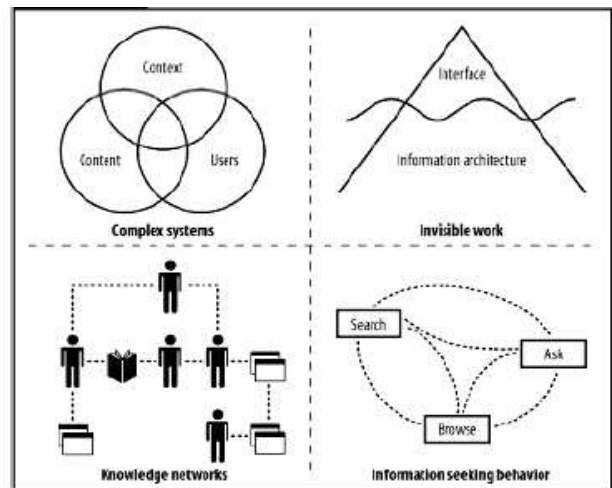 Context
Content
Users
Complex systems
Interface
Information architecture
Invisible work
Knowledge networks
Search
Ask
Browse
Information seeking behavior